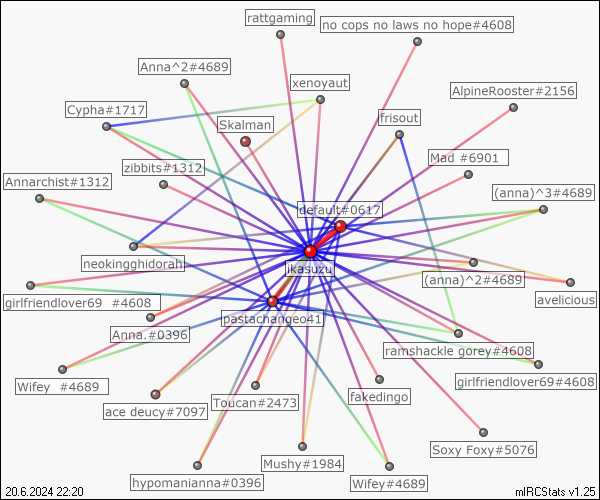 rattgaming
no cops no laws no hope#4608
Anna^2#4689
xenoyaut
AlpineRooster#2156
Cypha#1717
Skalman
frisout
zibbits#1312
Mad #6901
Annarchist#1312
(anna)^3#4689
default#0617
neokingghidorah
ikasuzu
(anna)^2#4689
girlfriendlover69 #4608
avelicious
Anna.#0396
pastachangeo41
ramshackle gorey#4608
Wifey #4689
girlfriendlover69#4608
ace deucy#7097
Toucan#2473
fakedingo
Soxy Foxy#5076
hypomanianna#0396
Mushy#1984
Wifey#4689
20.6.2024 22:20
mIRCStats v1.25